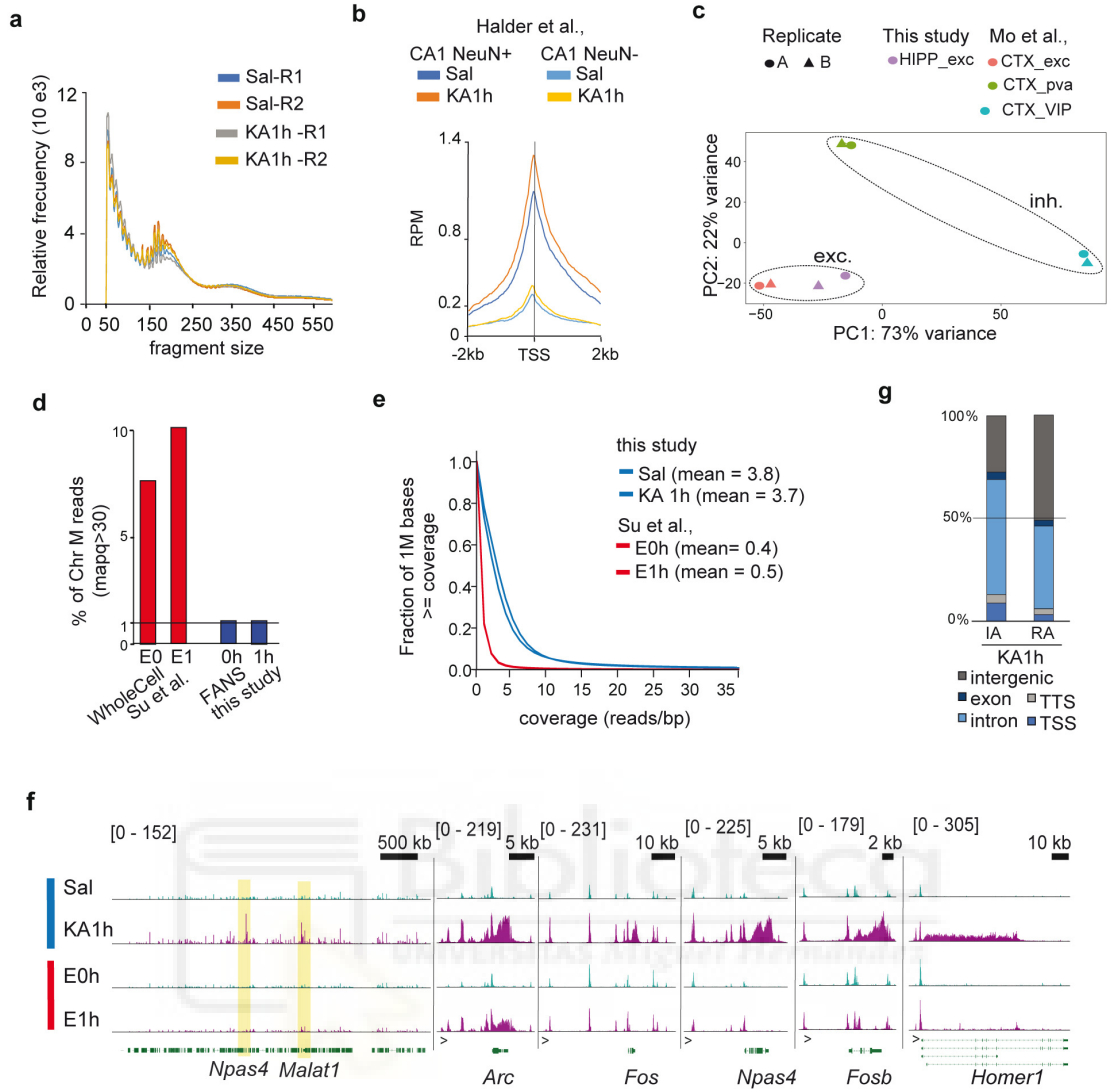 a
Sal-R1
Sal-R2
KA1h -R1
KA1h -R2
Relative frecuency (10 e3)
12
8
4
0
0 50 150 250 350 450 550
fragment size
b
Halder et al.,
CA1 NeuN+ CA1 NeuN-
Sal Sal
KA1h KA1h
RPM
1.4
0.8
0.2
0
-2kb TSS 2kb
c
Replicate This study Mo et al.,
A B HIPP_exc CTX_exc
CTX_pva
CTX_VIP
PC2: 22% variance
40
20
0
−20
inh.
exc.
−50 0 50
PC1: 73% variance
d
% of Chr M reads
(mapq>30)
10
5
1
0
E0 E1 0h 1h
WholeCell FANS
Su et al. this study
e
this study
Sal (mean = 3.8)
KA 1h (mean = 3.7)
Su et al.,
E0h (mean= 0.4)
E1h (mean = 0.5)
Fraction of 1M bases
>= coverage
1.0
0.8
0.6
0.4
0.2
0.0
0 5 10 15 20 25 30 35
coverage (reads/bp)
g
100%
50%
0%
IA RA
KA1h
intergenic
exon TTS
intron TSS
f
[0 - 152] [0 - 219] [0 - 231] [0 - 225] [0 - 179] [0 - 305]
500 kb 5 kb 10 kb 5 kb 2 kb 10 kb
Sal
KA1h
E0h
E1h
> > > >
Npas4 Malat1 Arc Fos Npas4 Fosb Homer1
Biblioteca
UNIVERSITAS Miguel Hernández